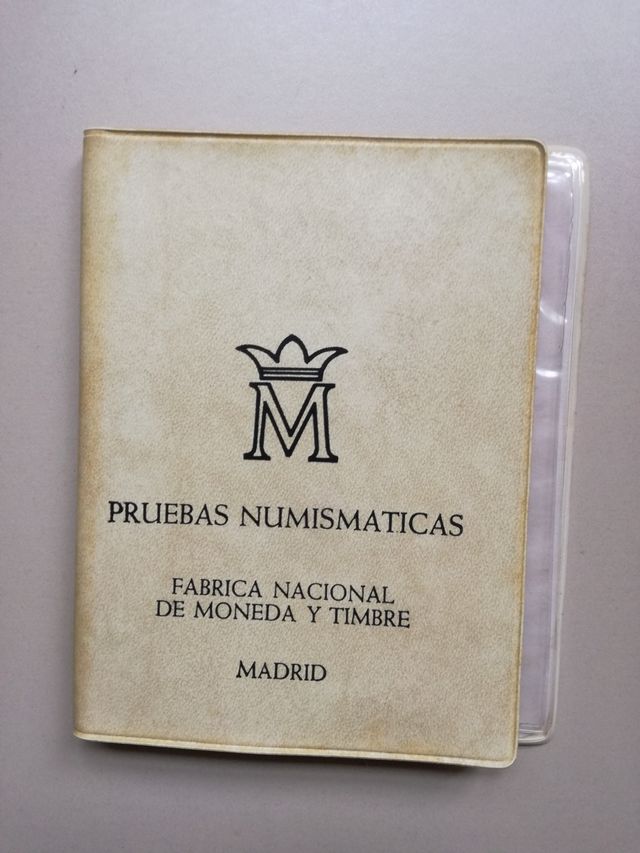 M
PRUEBAS NUMISMATICAS
FABRICA NACIONAL
DE MONEDA Y TIMBRE
MADRID